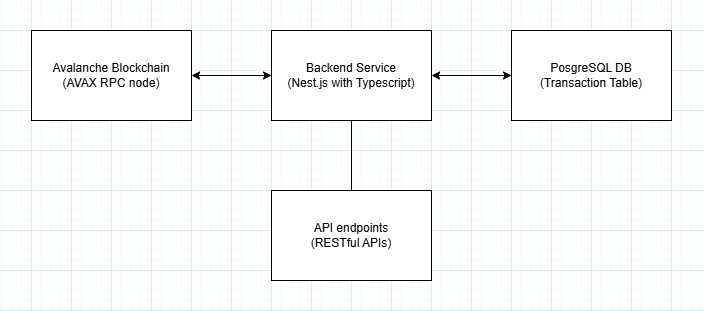 Avalanche Blockchain
(AVAX RPC node)
Backend Service
(Nest.js with Typescript)
PosgreSQL DB
(Transaction Table)
API endpoints
(RESTful APIs)